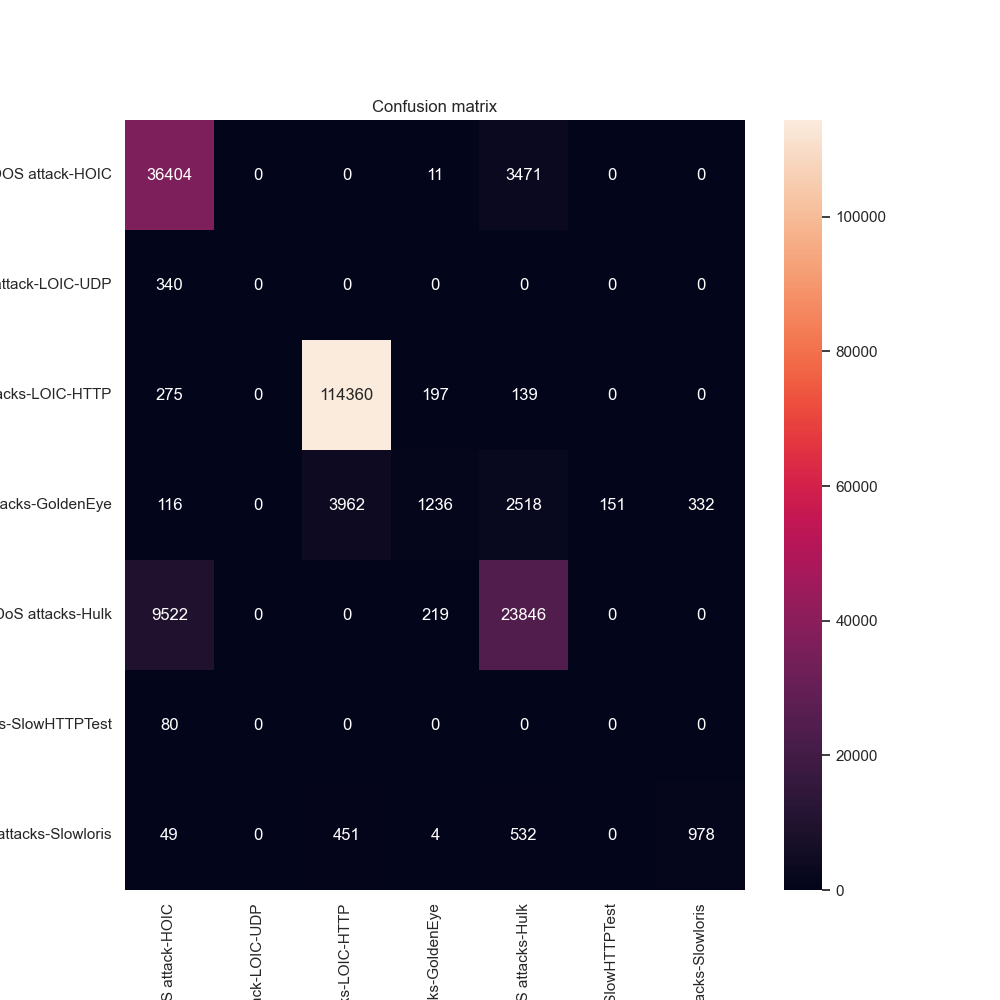 Confusion matrix
OS attack-HOIC 36404 0 0 11 3471 0 0
100000
ttack-LOIC-UDP 340 0 0 0 0 0 0
80000
acks-LOIC-HTTP 275 0 114360 197 139 0 0
60000
acks-GoldenEye 116 0 3962 1236 2518 151 332
40000
DoS attacks-Hulk 9522 0 0 219 23846 0 0
s-SlowHTTPTest 80 0 0 0 0 0 0
20000
attacks-Slowloris 49 0 451 4 532 0 978
0
S attack-HOIC
ck-LOIC-UDP
ks-LOIC-HTTP
ks-GoldenEye
S attacks-Hulk
SlowHTTPTest
acks-Slowloris